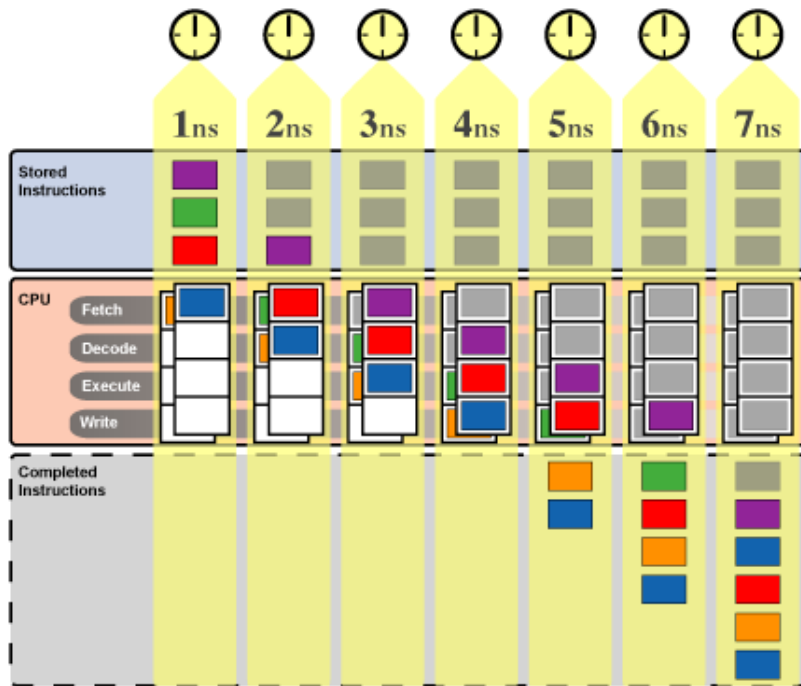 1ns 2ns 3ns 4ns 5ns 6ns 7ns
Stored
Instructions
CPU
Fetch
Decode
Execute
Write
Completed
Instructions